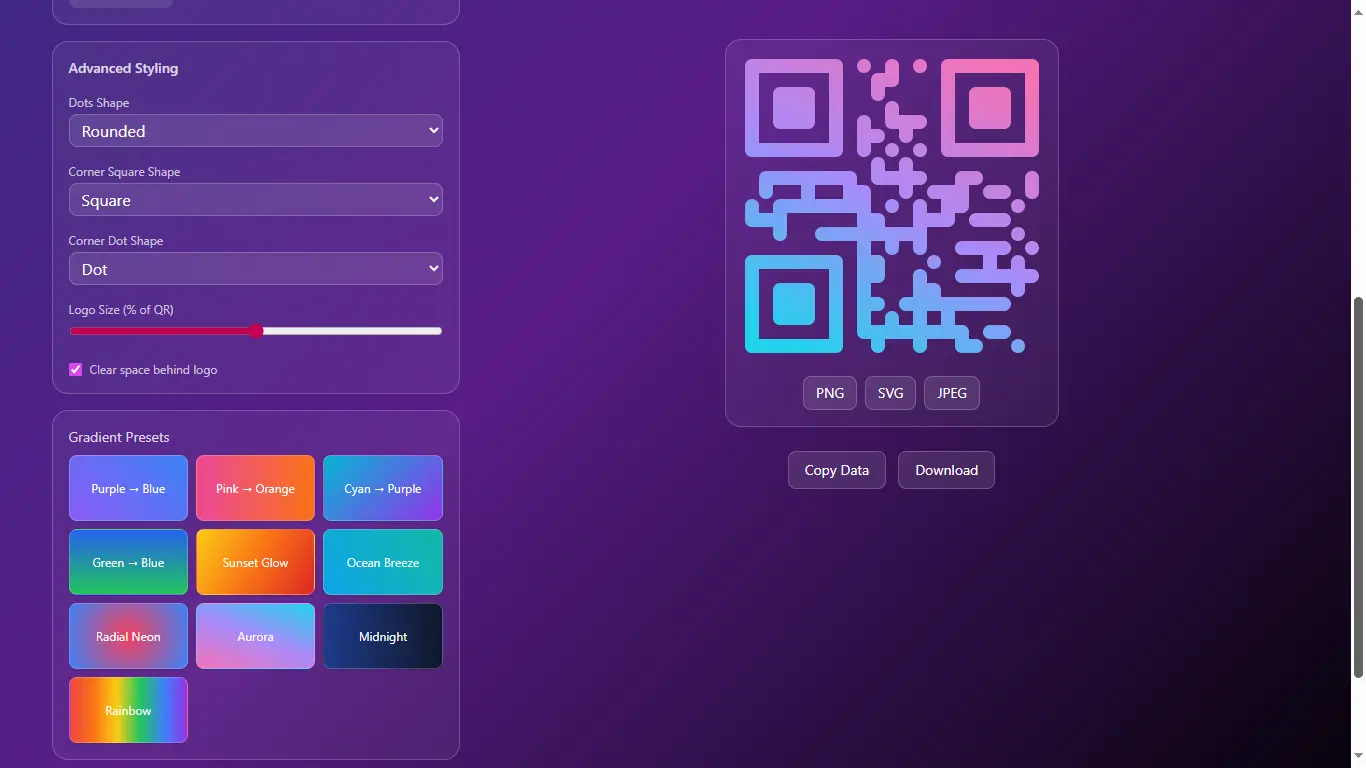 Advanced Styling
Dots Shape
Rounded
Corner Square Shape
Square
Corner Dot Shape
Dot
Logo Size (% of QR)
Clear space behind logo
Gradient Presets
Purple → Blue
Pink → Orange
Cyan → Purple
Green → Blue
Sunset Glow
Ocean Breeze
Radial Neon
Aurora
Midnight
Rainbow
PNG
SVG
JPEG
Copy Data
Download